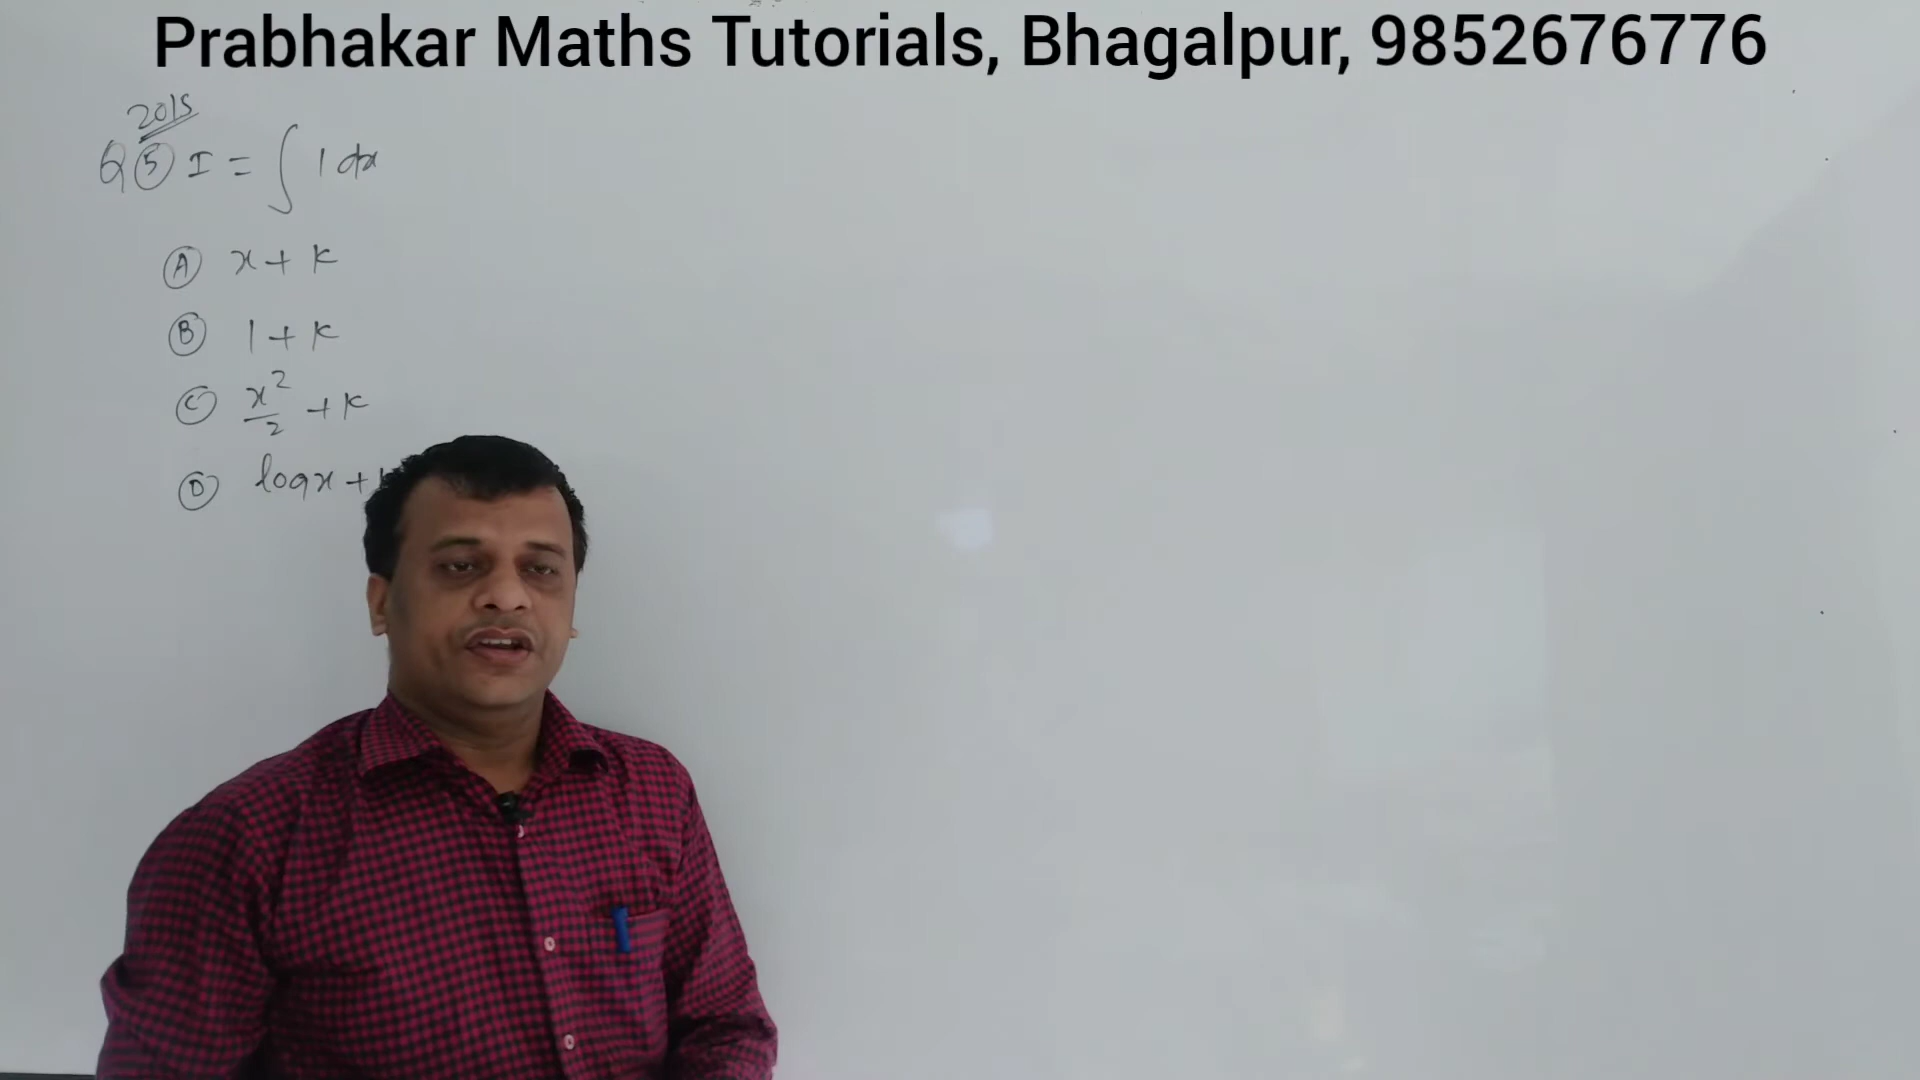 Prabhakar Maths Tutorials, Bhagalpur, 9852676776
2015
Q 5 I = ∫ 1 dx
A x + k
B 1 + k
C x²/2 + k
D log x +